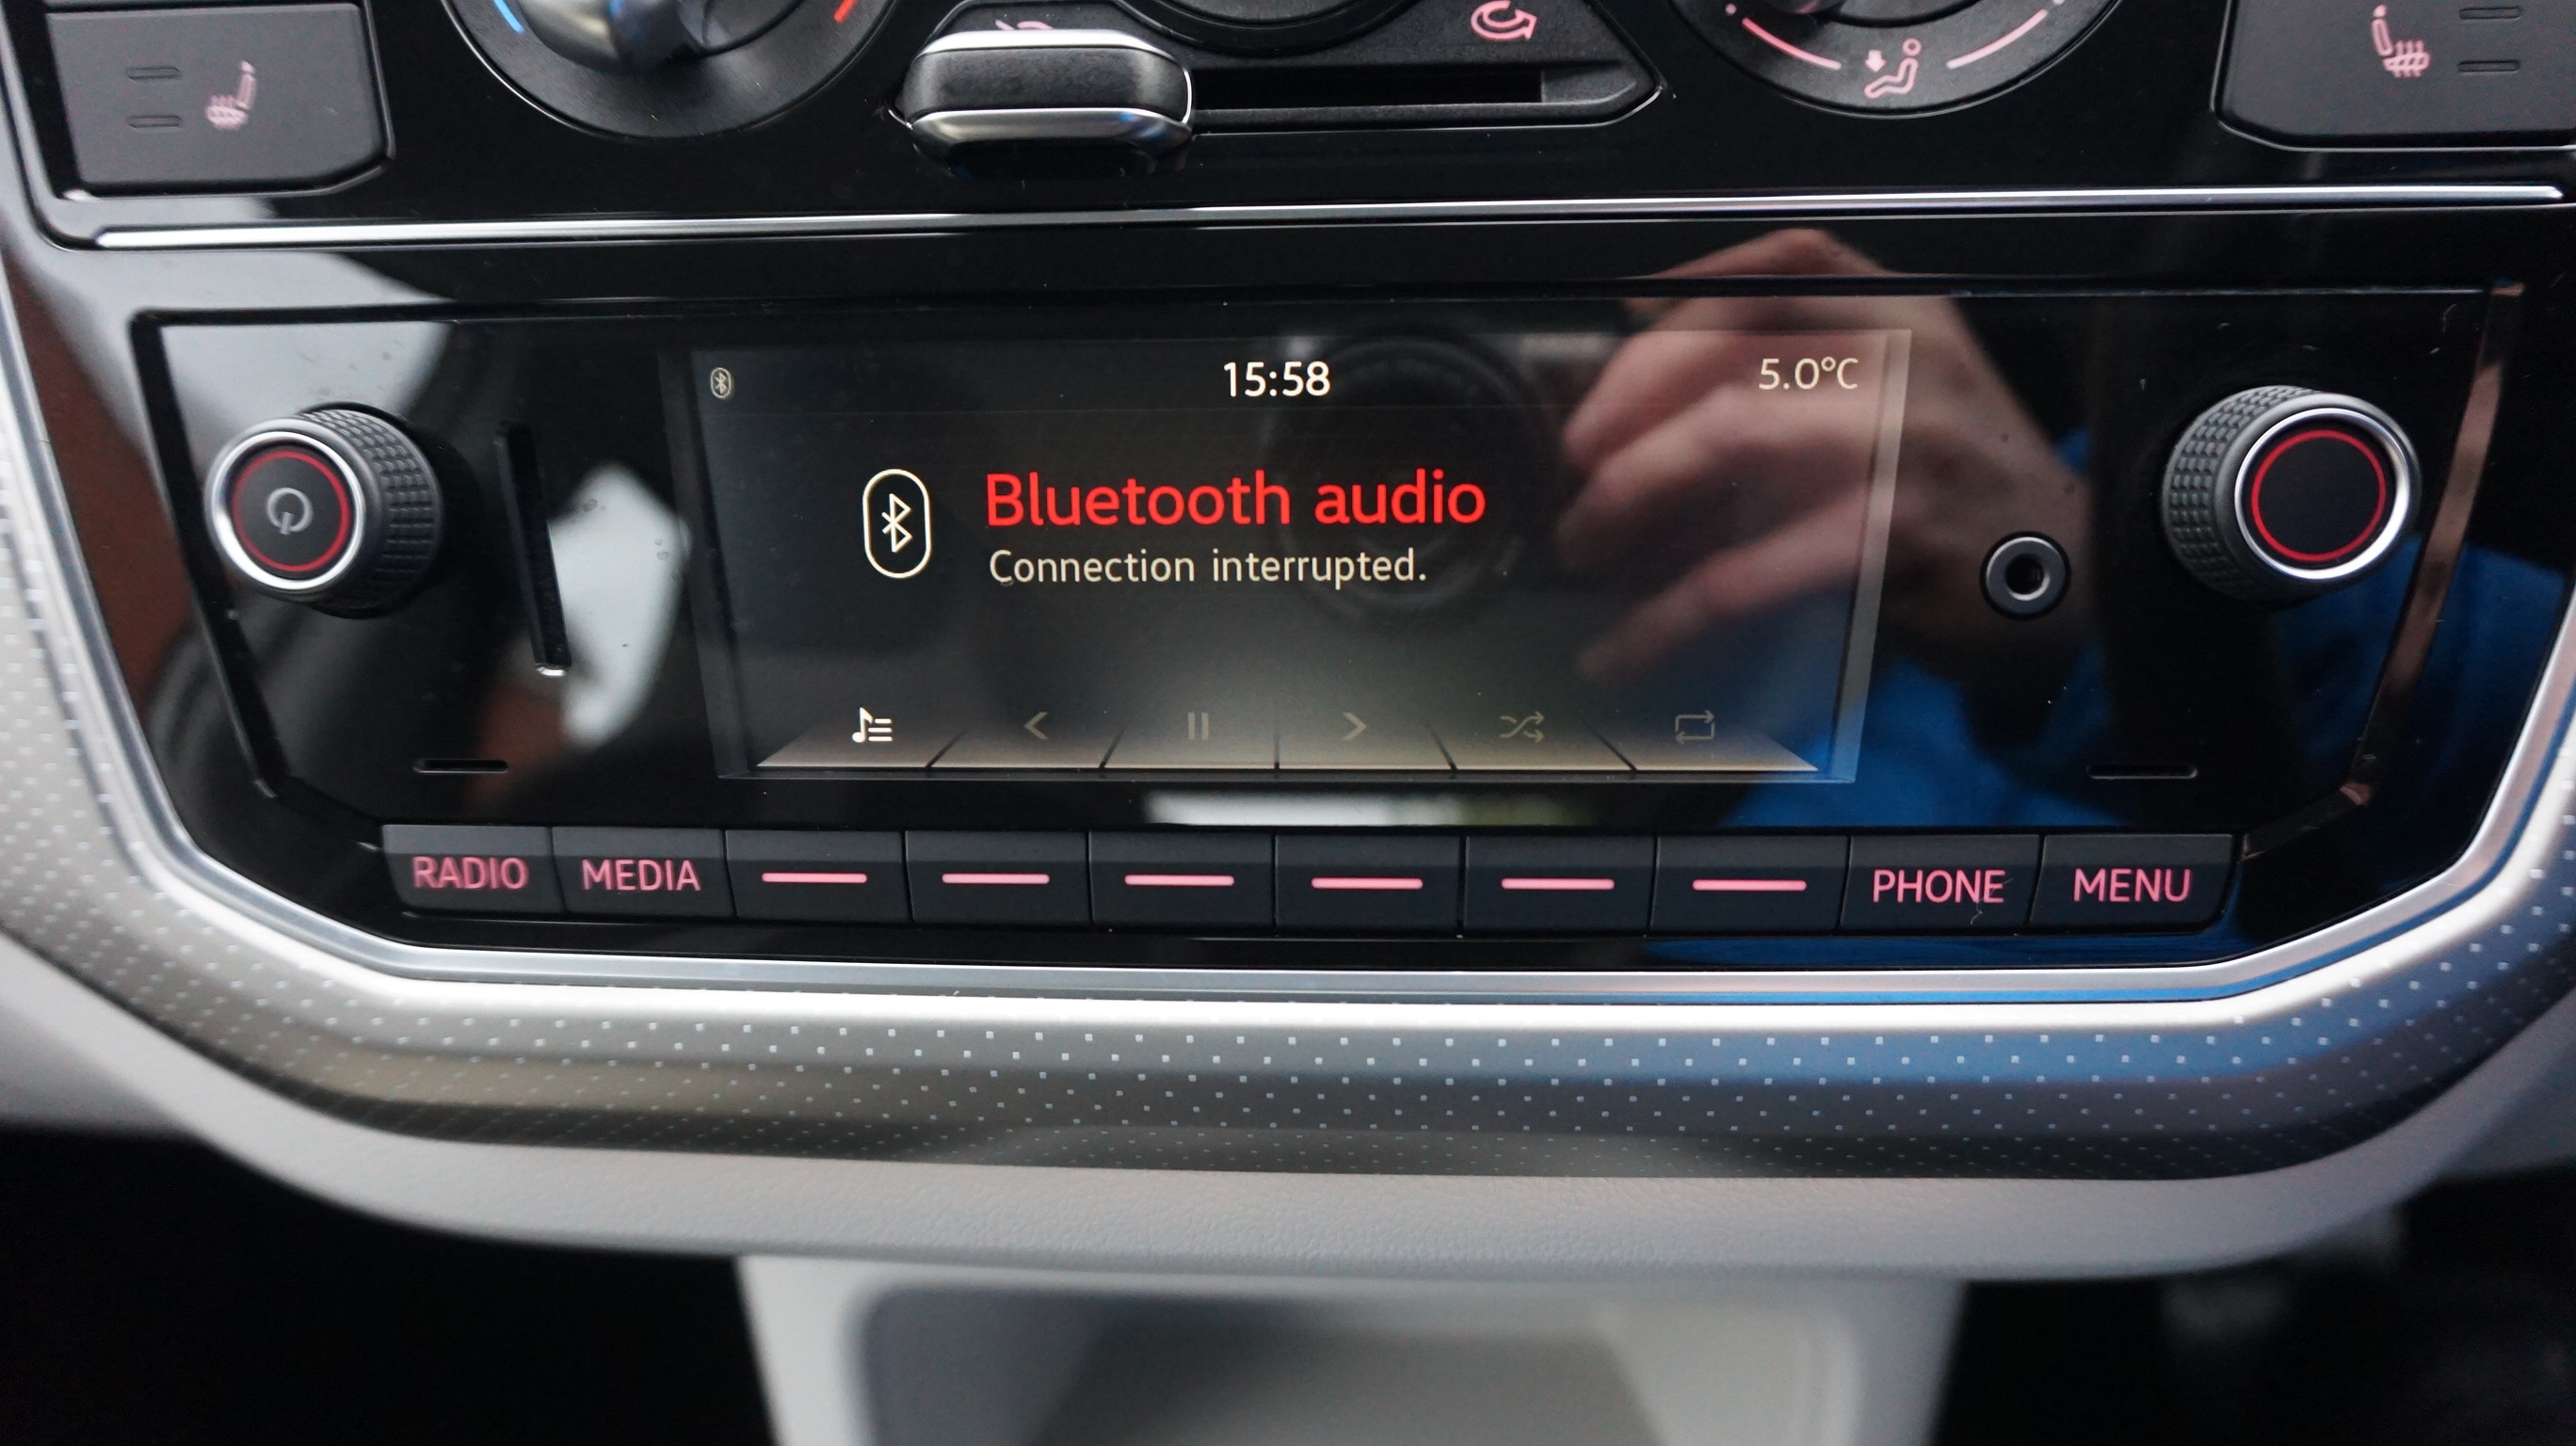 15:58
5.0°C
Bluetooth audio
Connection interrupted.
RADIO
MEDIA
PHONE
MENU